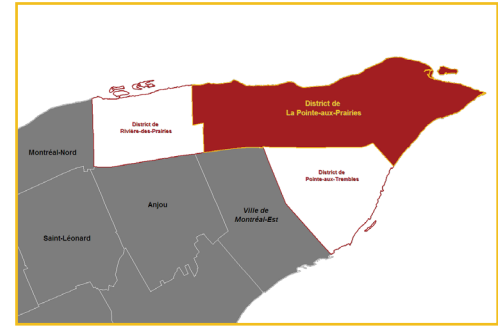 District de
La Pointe-aux-Prairies
District de
Rivière-des-Prairies
Montréal-Nord
District de
Pointe-aux-Trembles
Anjou
Ville de
Montréal-Est
Saint-Léonard